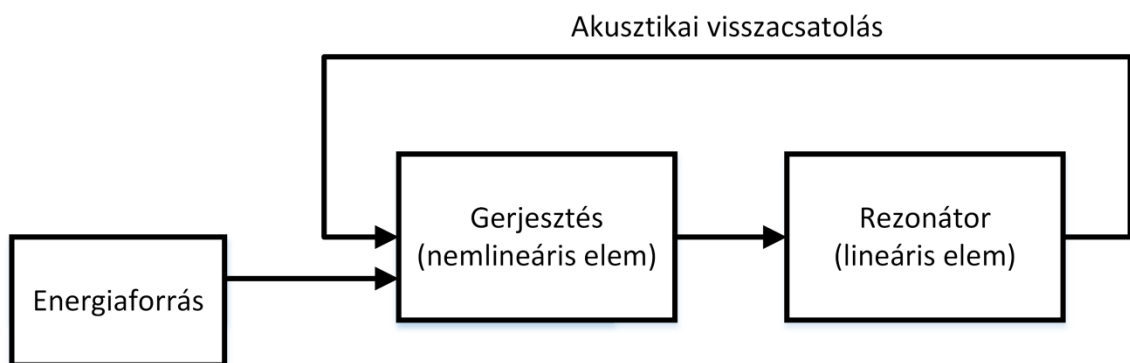 Akusztikai visszacsatolás
Gerjesztés
(nemlineáris elem)
Rezonátor
(lineáris elem)
Energiaforrás